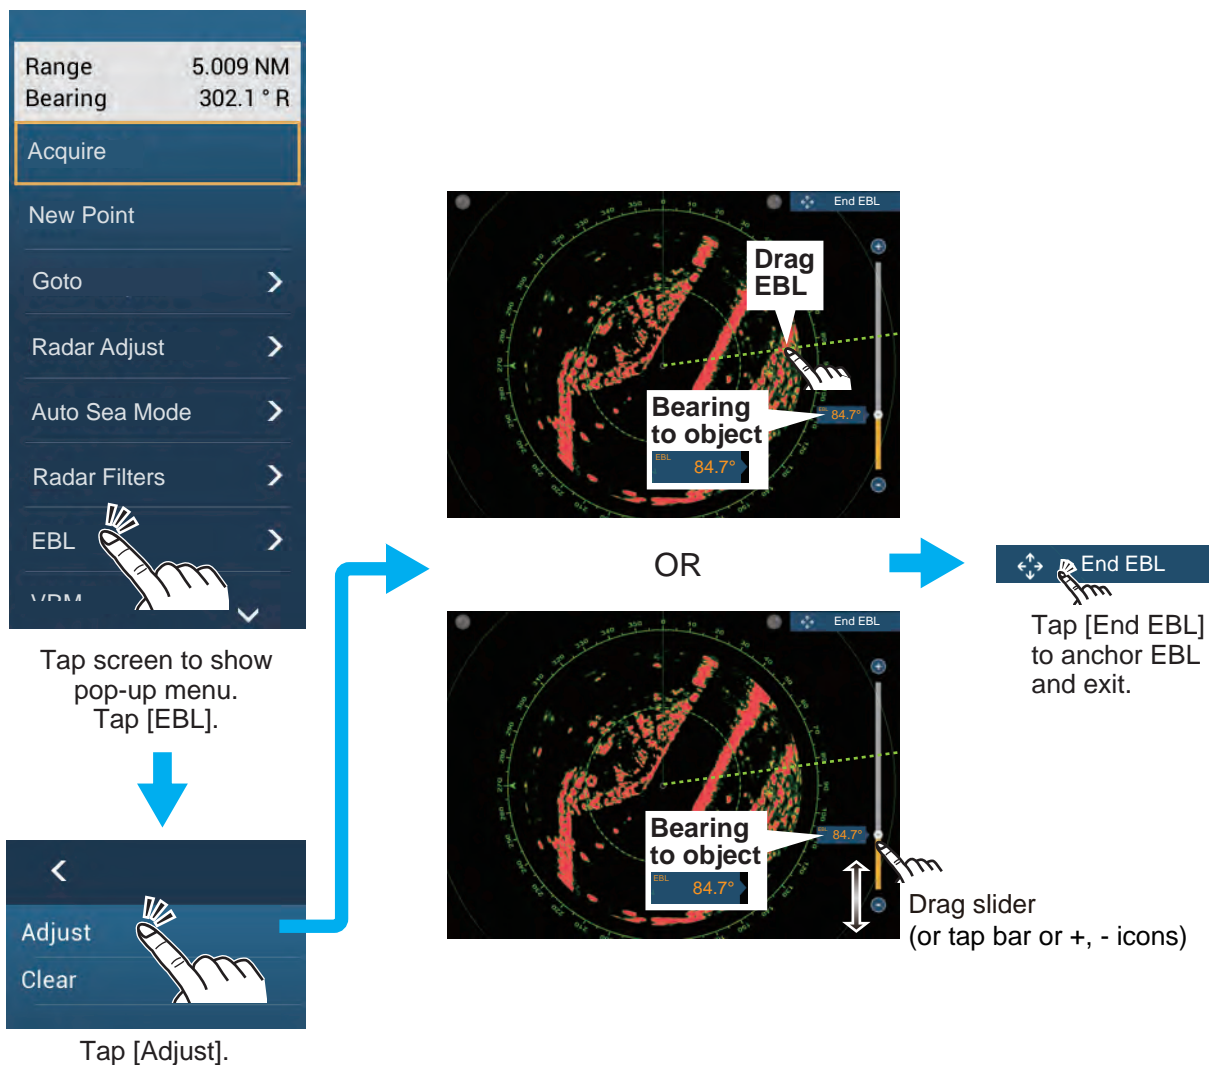 Range 5.009 NM
Bearing 302.1 ° R
Acquire
New Point
Goto
Radar Adjust
Auto Sea Mode
Radar Filters
EBL
VRM
Tap screen to show
pop-up menu.
Tap [EBL].
Adjust
Clear
Tap [Adjust].
End EBL
Drag
EBL
Bearing
to object
EBL 84.7°
EBL 84.7°
OR
End EBL
Bearing
to object
EBL 84.7°
EBL 84.7°
Drag slider
(or tap bar or +, - icons)
End EBL
Tap [End EBL]
to anchor EBL
and exit.